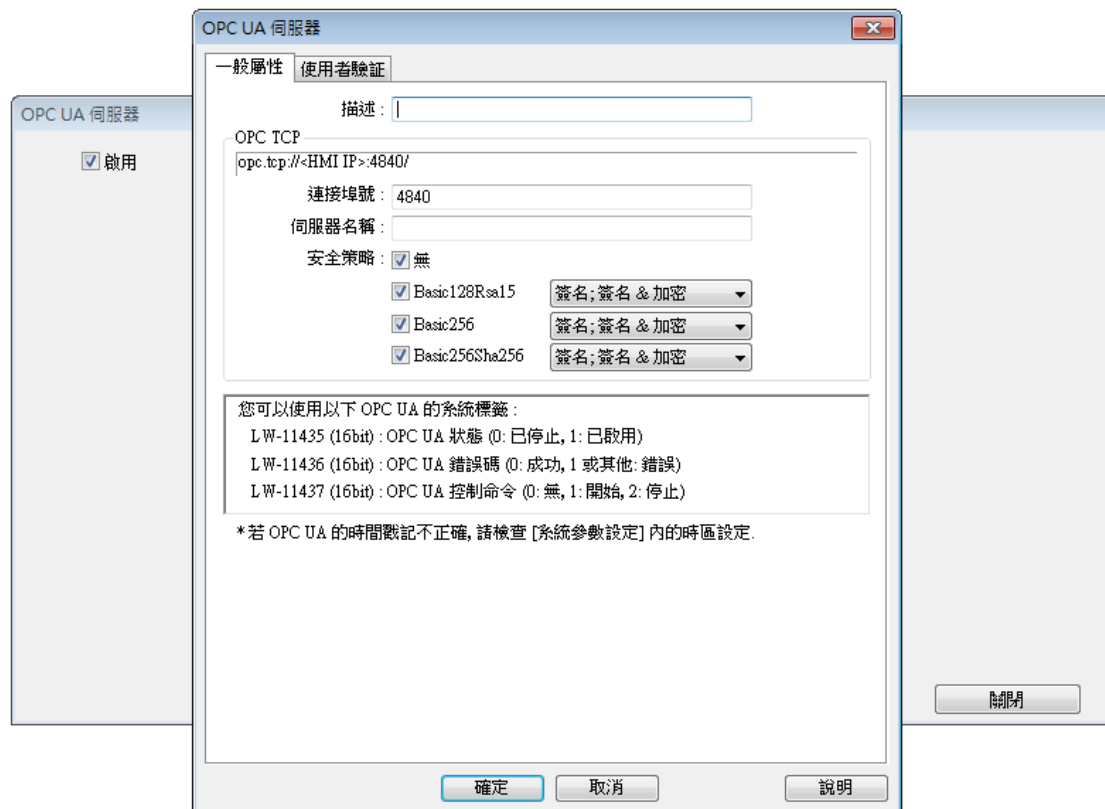 OPC UA 伺服器
一般屬性
使用者驗証
OPC UA 伺服器
啟用
描述 :
OPC TCP
opc.tcp://<HMI IP>:4840/
連接埠號 : 4840
伺服器名稱 :
安全策略 : 無
Basic128Rsa15 簽名; 簽名 & 加密
Basic256 簽名; 簽名 & 加密
Basic256Sha256 簽名; 簽名 & 加密
您可以使用以下 OPC UA 的系統標籤 :
LW-11435 (16bit) : OPC UA 狀態 (0: 已停止, 1: 已啟用)
LW-11436 (16bit) : OPC UA 錯誤碼 (0: 成功, 1 或其他: 錯誤)
LW-11437 (16bit) : OPC UA 控制命令 (0: 無, 1: 開始, 2: 停止)
* 若 OPC UA 的時間戳記不正確, 請檢查 [系統參數設定] 內的時區設定.
關閉
確定
取消
說明